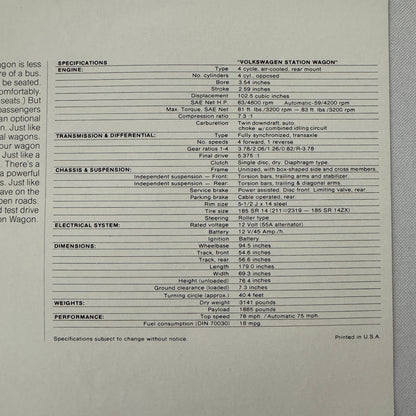 agon is less
re of a bus.
be seated.
omfortably.
seats.) But
passengers
an optional
n. Just like
al wagons.
our wagon
Just like a
There's a
a powerful
s. Just like
ave on the
pen roads.
d test drive
on Wagon.
SPECIFICATIONS "VOLKSWAGEN STATION WAGON"
ENGINE: Type 4 cycle, air-cooled, rear mount
No. cylinders 4 cyl., opposed
Bore 3.54 inches
Stroke 2.59 inches
Displacement 102.5 cubic inches
SAE Net H.P. 63/4800 rpm Automatic-59/4200 rpm
Max. Torque, SAE Net 81 ft. lbs./3200 rpm — 83 ft. lbs./3200 rpm
Compression ratio 7.3 :1
Carburetion Twin downdraft, auto.
choke w/combined idling circuit
TRANSMISSION & DIFFERENTIAL: Type Fully synchronized, transaxle
No. speeds 4 forward, 1 reverse
Gear ratios 1-4 3.78/2.06/1.26/0.82/R-3.78
Final drive 5.375 :1
Clutch Single disc, dry. Diaphragm type.
CHASSIS & SUSPENSION: Frame Unitized, with box-shaped side and cross members.
Independent suspension — Front: Torsion bars, trailing arms and stabilizer.
Independent suspension — Rear: Torsion bars, trailing & diagonal arms.
Service brake Power assisted, Disc front. Limiting valve, rear.
Parking brake Cable operated, rear.
Rim size 5-1/2 J x 14 steel
Tire size 185 SR 14 (211—2319 — 185 SR 14ZX)
Steering Roller type
ELECTRICAL SYSTEM: Rated voltage 12 Volt (55A alternator)
Battery 12 V/45 Amp./h.
Ignition Battery
DIMENSIONS: Wheelbase 94.5 inches
Track, front 54.6 inches
Track, rear 56.6 inches
Length 179.0 inches
Width 69.3 inches
Height (unloaded) 76.4 inches
Ground clearance (loaded) 7.3 inches
Turning circle (approx.) 40.4 feet
WEIGHTS: Dry weight 3141 pounds
Payload 1885 pounds
PERFORMANCE: Top speed 78 mph. /Automatic 75 mph.
Fuel consumption (DIN 70030) 18 mpg
Specifications subject to change without notice. Printed in U.S.A.